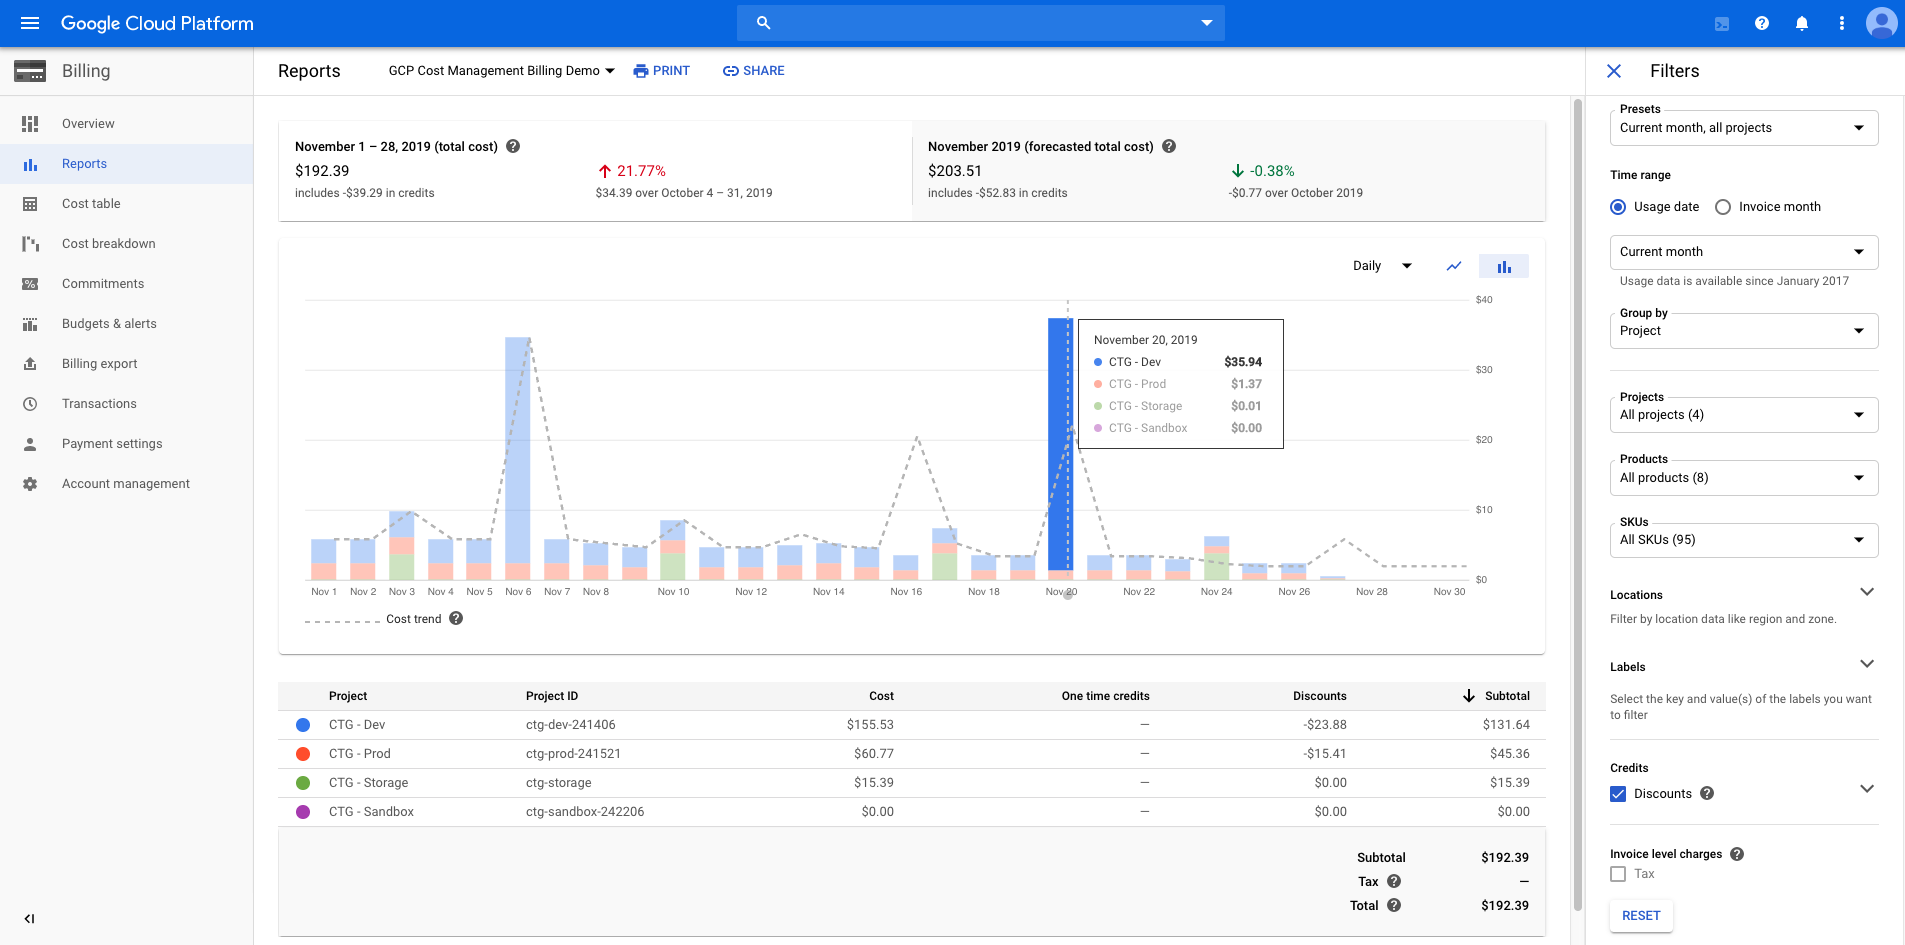 Google Cloud Platform
Billing
Overview
Reports
Cost table
Cost breakdown
Commitments
Budgets & alerts
Billing export
Transactions
Payment settings
Account management
Reports
GCP Cost Management Billing Demo
PRINT
SHARE
November 1 – 28, 2019 (total cost)
$192.39
21.77%
includes -$39.29 in credits
$34.39 over October 4 – 31, 2019
November 2019 (forecasted total cost)
$203.51
-0.38%
includes -$52.83 in credits
-$0.77 over October 2019
Daily
$40
$30
$20
$10
$0
November 20, 2019
CTG - Dev $35.94
CTG - Prod $1.37
CTG - Storage $0.01
CTG - Sandbox $0.00
Nov 1 Nov 2 Nov 3 Nov 4 Nov 5 Nov 6 Nov 7 Nov 8 Nov 10 Nov 12 Nov 14 Nov 16 Nov 18 Nov 20 Nov 22 Nov 24 Nov 26 Nov 28 Nov 30
Cost trend
Project Project ID Cost One time credits Discounts Subtotal
CTG - Dev ctg-dev-241406 $155.53 — -$23.88 $131.64
CTG - Prod ctg-prod-241521 $60.77 — -$15.41 $45.36
CTG - Storage ctg-storage $15.39 — $0.00 $15.39
CTG - Sandbox ctg-sandbox-242206 $0.00 — $0.00 $0.00
Subtotal $192.39
Tax —
Total $192.39
Filters
Presets
Current month, all projects
Time range
Usage date Invoice month
Current month
Usage data is available since January 2017
Group by
Project
Projects
All projects (4)
Products
All products (8)
SKUs
All SKUs (95)
Locations
Filter by location data like region and zone.
Labels
Select the key and value(s) of the labels you want
to filter
Credits
Discounts
Invoice level charges
Tax
RESET